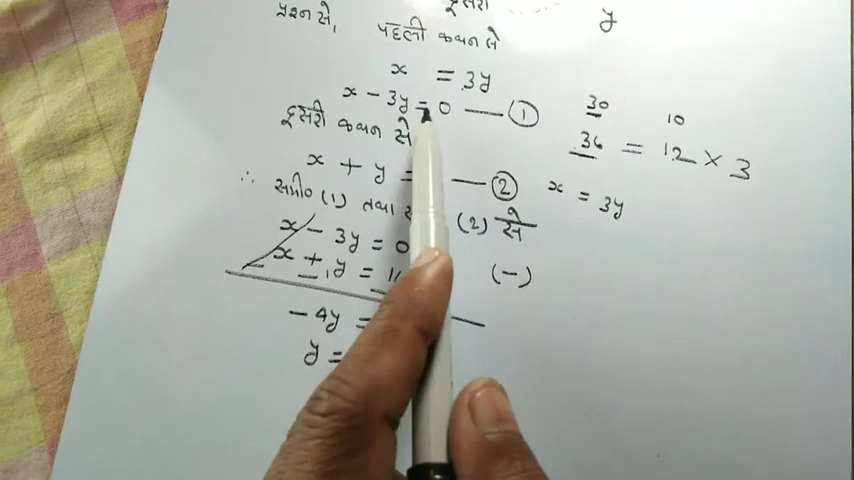 दूसरी
y
प्रश्न से, पहली कथन से
x = 3y
x - 3y = 0 — (1)
दूसरी कथन से
x + y = — (2)
∴ समी० (1) तथा (2) से
x - 3y = 0
x + y = 1
(-)
- 4y =
y =
30
10
36 = 12 × 3
x = 3y